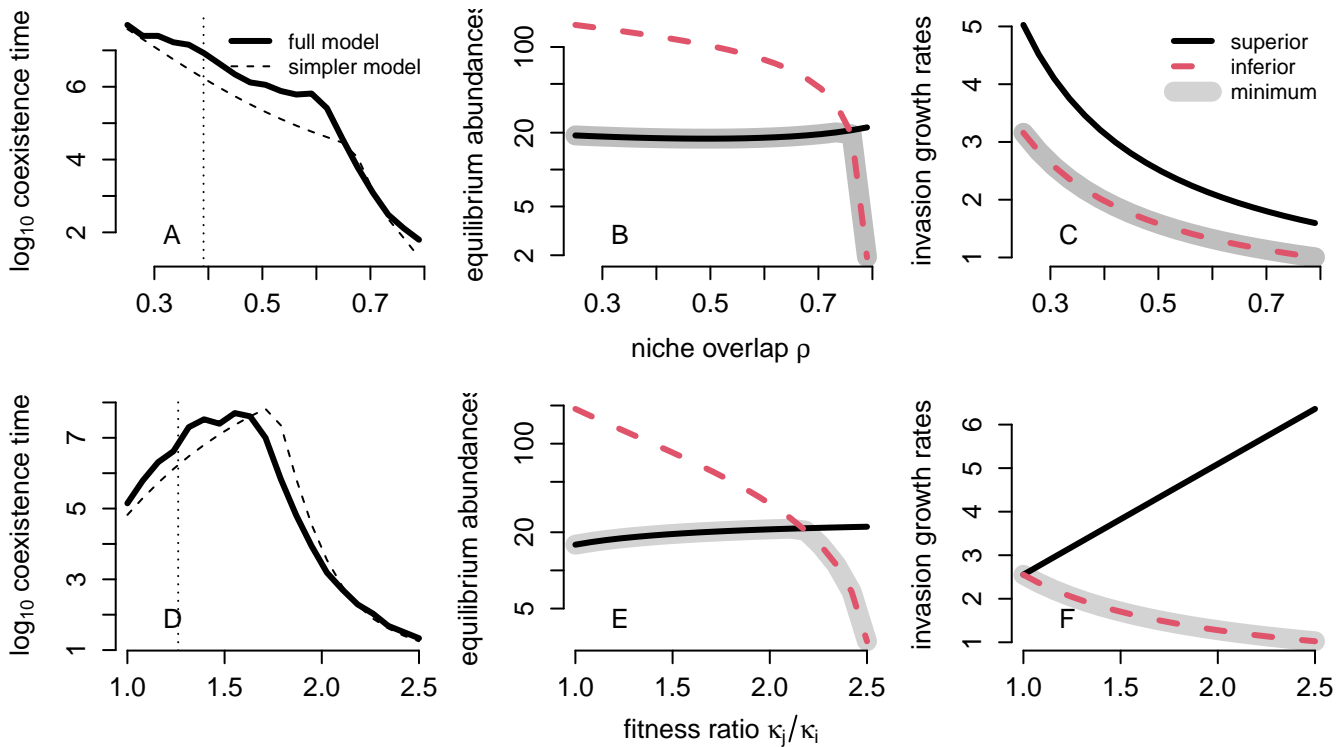 log₁₀ coexistence time
6
4
2
0.3 0.5 0.7
A
full model
simpler model
equilibrium abundances
100
20
5
2
0.3 0.5 0.7
B
niche overlap ρ
invasion growth rates
5
4
3
2
1
0.3 0.5 0.7
C
superior
inferior
minimum
log₁₀ coexistence time
7
5
3
1
1.0 1.5 2.0 2.5
D
equilibrium abundances
100
20
5
1.0 1.5 2.0 2.5
E
fitness ratio κⱼ/κᵢ
invasion growth rates
6
5
4
3
2
1
1.0 1.5 2.0 2.5
F